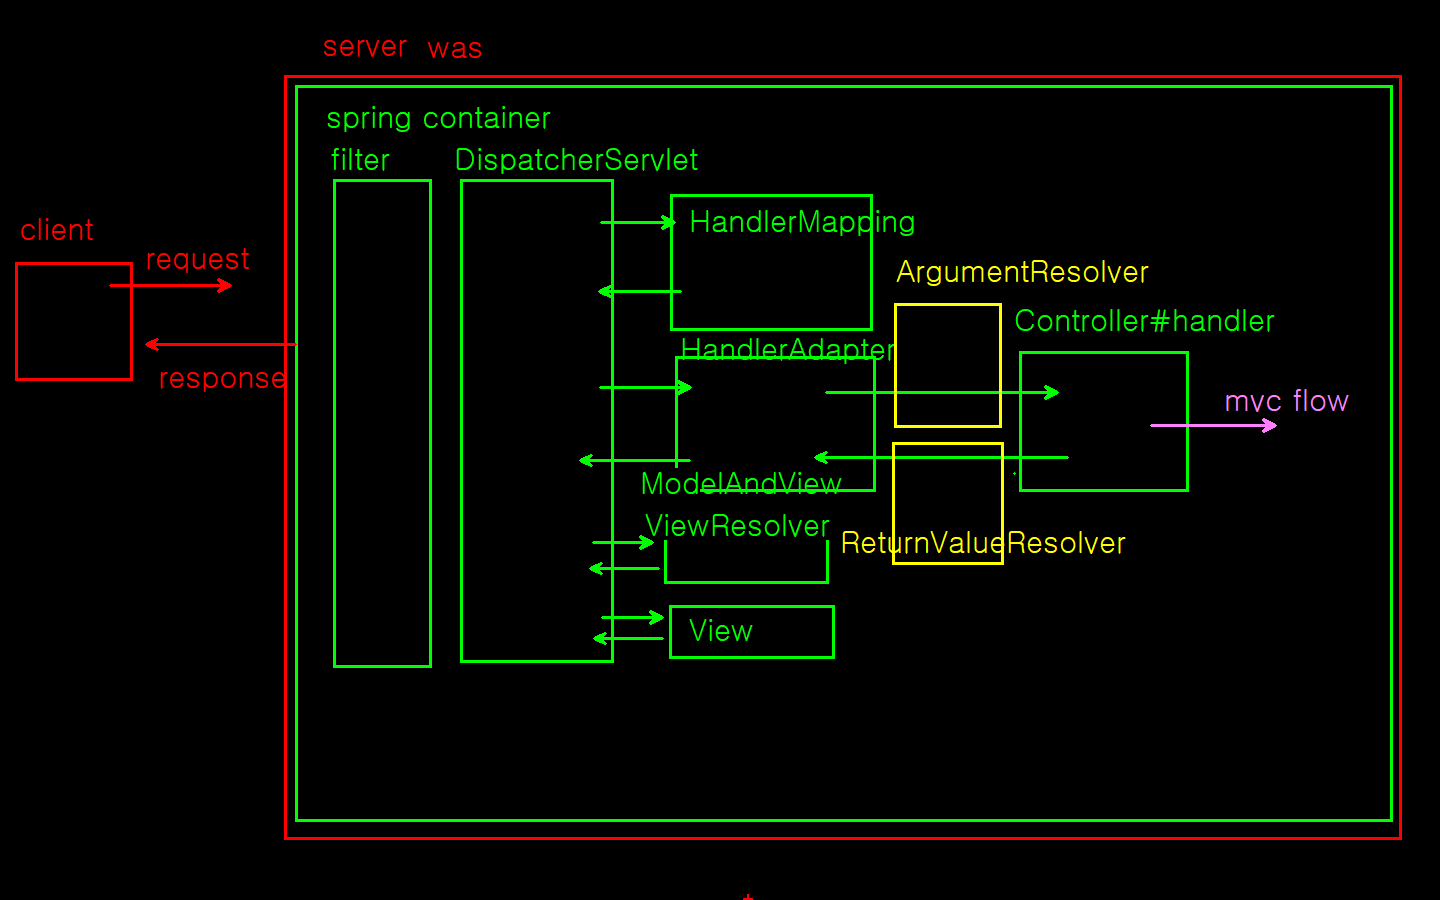 server was
spring container
filter
DispatcherServlet
client
request
response
HandlerMapping
ArgumentResolver
Controller#handler
HandlerAdapter
mvc flow
ModelAndView
ViewResolver
ReturnValueResolver
View